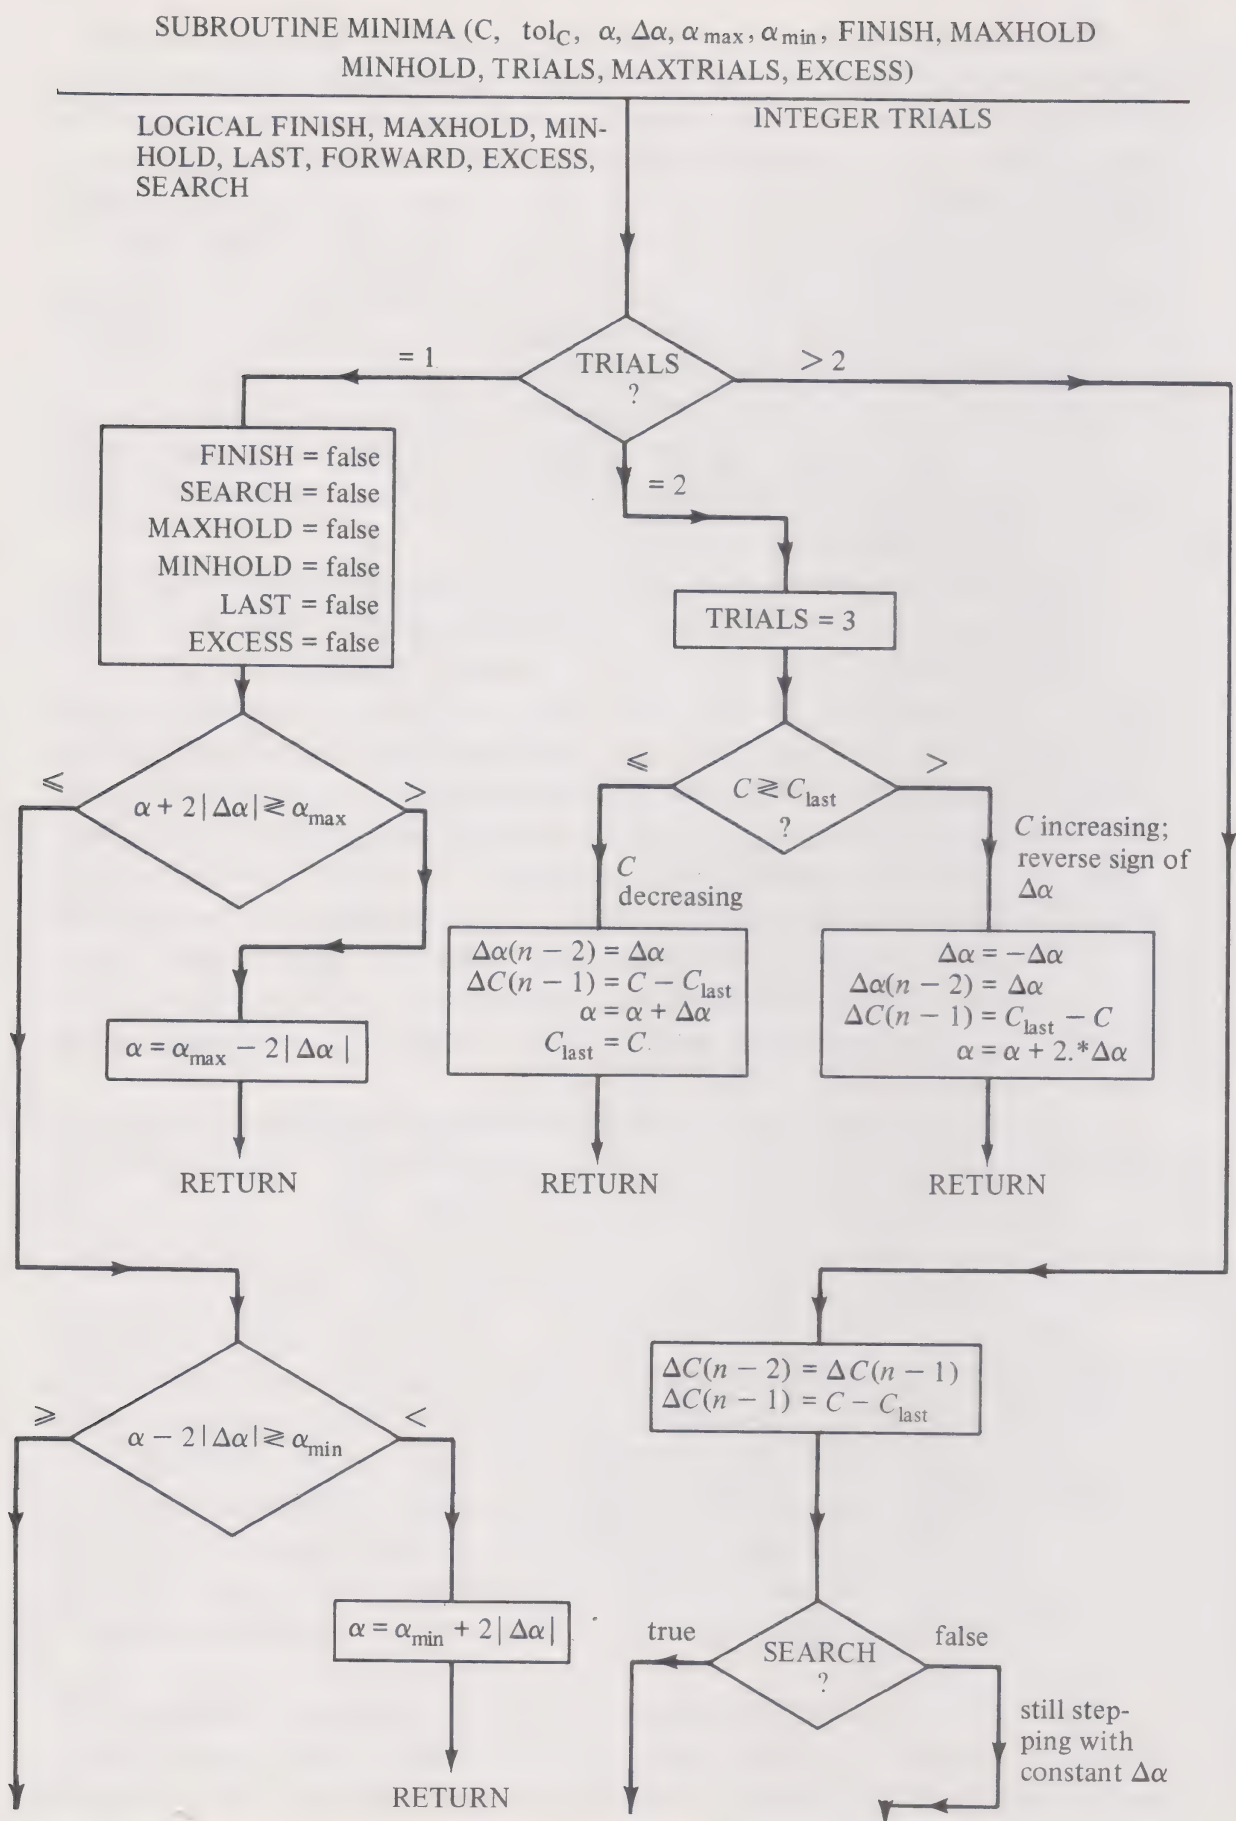 SUBROUTINE MINIMA (C, tol_C, α, Δα, α_max, α_min, FINISH, MAXHOLD
MINHOLD, TRIALS, MAXTRIALS, EXCESS)
LOGICAL FINISH, MAXHOLD, MIN-
HOLD, LAST, FORWARD, EXCESS,
SEARCH
INTEGER TRIALS
TRIALS
?
= 1
> 2
= 2
FINISH = false
SEARCH = false
MAXHOLD = false
MINHOLD = false
LAST = false
EXCESS = false
TRIALS = 3
⩽
α + 2|Δα| ≷ α_max
>
⩽
C ≷ C_last
?
>
C
decreasing
C increasing;
reverse sign of
Δα
α = α_max − 2|Δα|
Δα(n − 2) = Δα
ΔC(n − 1) = C − C_last
α = α + Δα
C_last = C
Δα = −Δα
Δα(n − 2) = Δα
ΔC(n − 1) = C_last − C
α = α + 2.*Δα
RETURN
RETURN
RETURN
⩾
α − 2|Δα| ≷ α_min
<
ΔC(n − 2) = ΔC(n − 1)
ΔC(n − 1) = C − C_last
α = α_min + 2|Δα|
RETURN
true
SEARCH
?
false
still step-
ping with
constant Δα